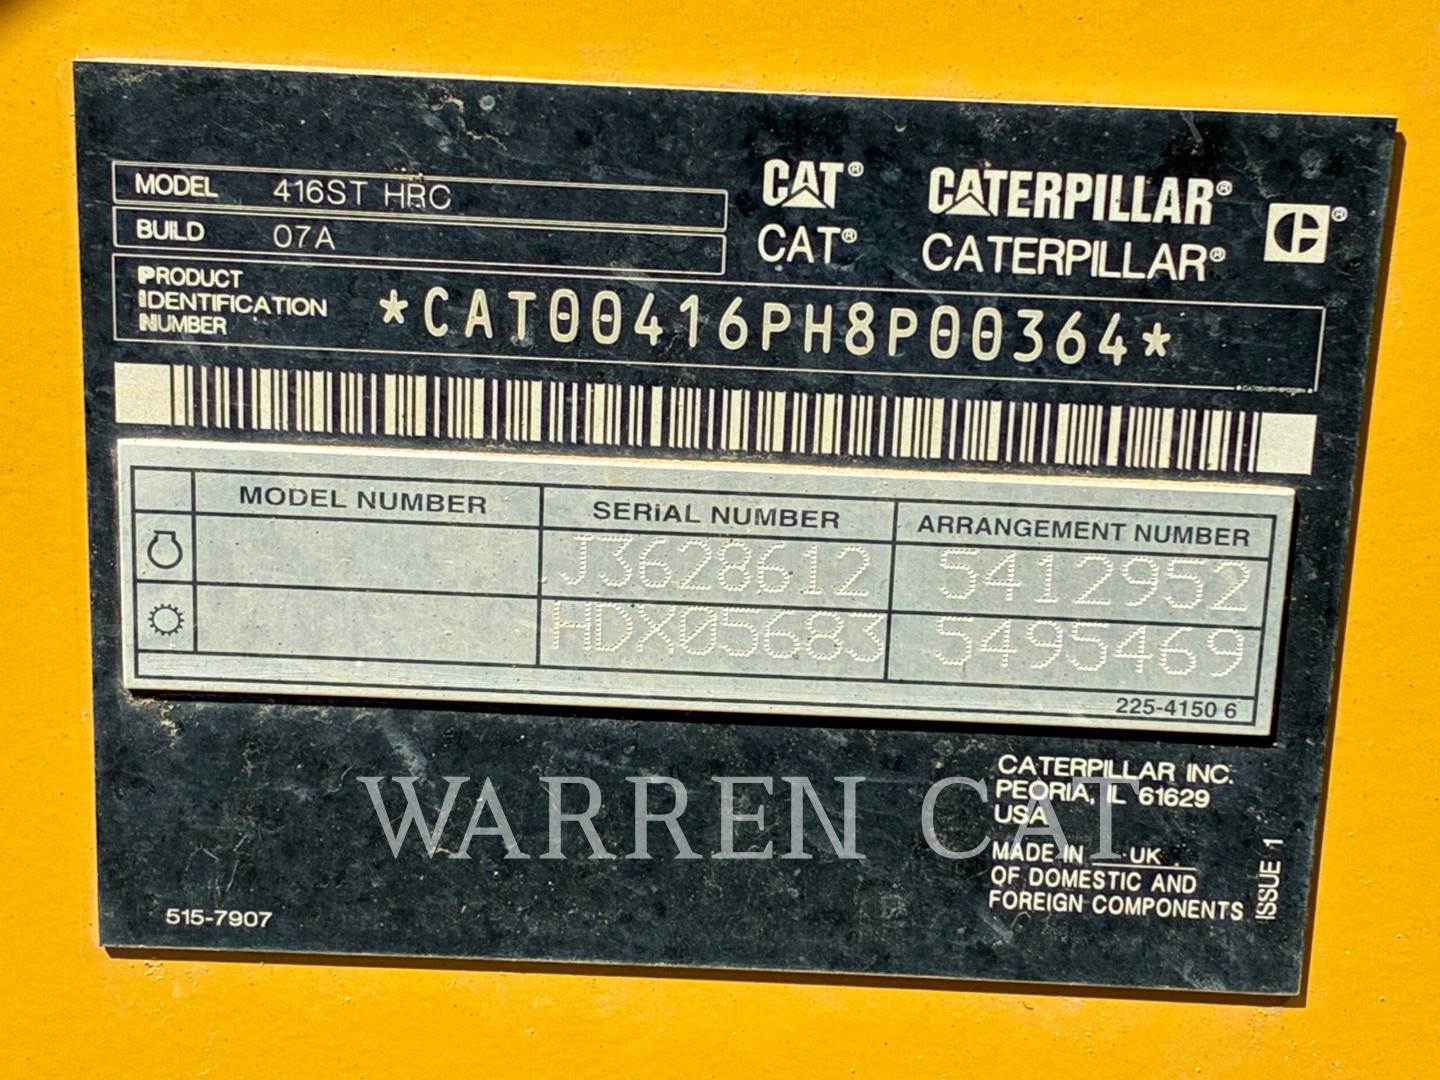 MODEL 416ST HRC
BUILD 07A
CAT® CATERPILLAR®
CAT® CATERPILLAR® C®
PRODUCT
IDENTIFICATION
NUMBER
*CAT00416PH8P00364*
MODEL NUMBER SERIAL NUMBER ARRANGEMENT NUMBER
J3628612 5412952
HDX05683 5495469
225-4150 6
WARREN CAT
CATERPILLAR INC.
PEORIA, IL 61629
USA
MADE IN UK
OF DOMESTIC AND
FOREIGN COMPONENTS
ISSUE 1
515-7907